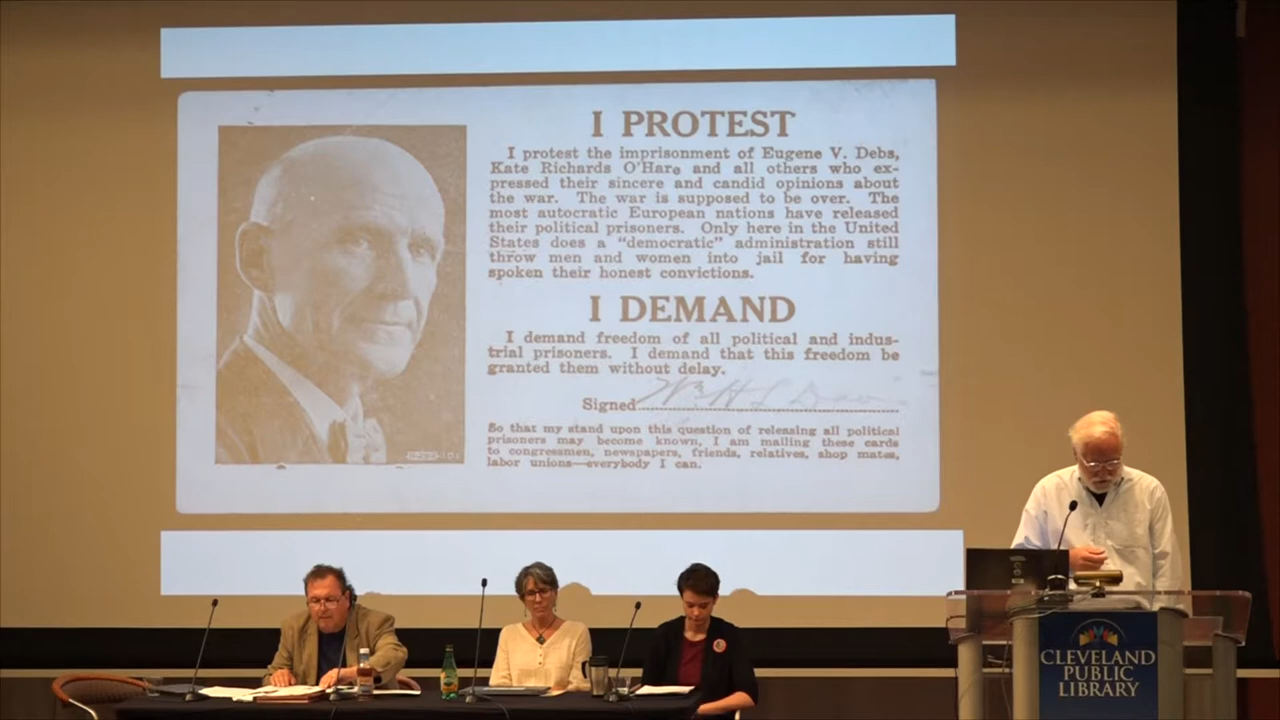 I PROTEST
I protest the imprisonment of Eugene V. Debs,
Kate Richards O'Hare and all others who ex-
pressed their sincere and candid opinions about
the war. The war is supposed to be over. The
most autocratic European nations have released
their political prisoners. Only here in the United
States does a "democratic" administration still
throw men and women into jail for having
spoken their honest convictions.
I DEMAND
I demand freedom of all political and indus-
trial prisoners. I demand that this freedom be
granted them without delay.
Signed
So that my stand upon this question of releasing all political
prisoners may become known, I am mailing these cards
to congressmen, newspapers, friends, relatives, shop mates,
labor unions—everybody I can.
CLEVELAND
PUBLIC
LIBRARY